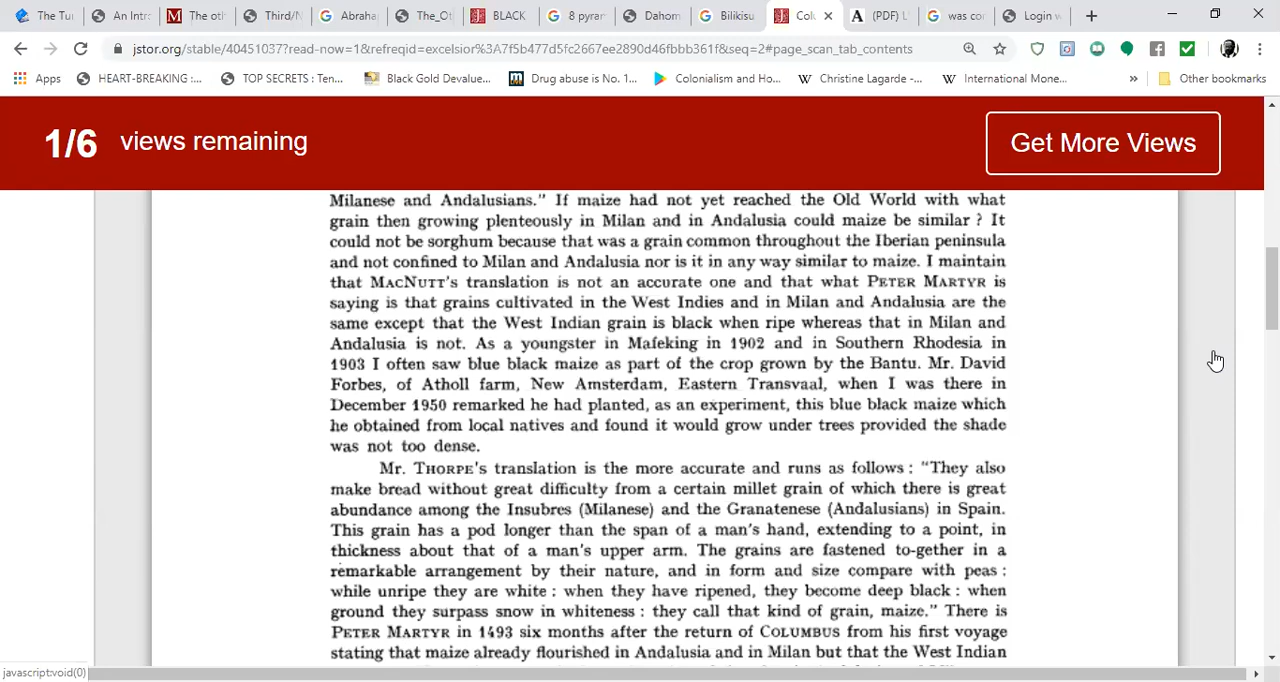 The Tu
An Intr
The oth
Third/N
Abraha
The_Ot
BLACK
8 pyram
Dahom
Bilikisu
Colu
(PDF) L
was cor
Login w
jstor.org/stable/40451037?read-now=1&refreqid=excelsior%3A7f5b477d5fc2667ee2890d46fbbb361f&seq=2#page_scan_tab_contents
Apps HEART-BREAKING :... TOP SECRETS : Ten... Black Gold Devalue... Drug abuse is No. 1... Colonialism and Ho... Christine Lagarde -... International Mone... » Other bookmarks
1/6 views remaining
Get More Views
Milanese and Andalusians." If maize had not yet reached the Old World with what
grain then growing plenteously in Milan and in Andalusia could maize be similar ? It
could not be sorghum because that was a grain common throughout the Iberian peninsula
and not confined to Milan and Andalusia nor is it in any way similar to maize. I maintain
that MACNUTT's translation is not an accurate one and that what PETER MARTYR is
saying is that grains cultivated in the West Indies and in Milan and Andalusia are the
same except that the West Indian grain is black when ripe whereas that in Milan and
Andalusia is not. As a youngster in Mafeking in 1902 and in Southern Rhodesia in
1903 I often saw blue black maize as part of the crop grown by the Bantu. Mr. David
Forbes, of Atholl farm, New Amsterdam, Eastern Transvaal, when I was there in
December 1950 remarked he had planted, as an experiment, this blue black maize which
he obtained from local natives and found it would grow under trees provided the shade
was not too dense.
Mr. THORPE's translation is the more accurate and runs as follows : "They also
make bread without great difficulty from a certain millet grain of which there is great
abundance among the Insubres (Milanese) and the Granatenese (Andalusians) in Spain.
This grain has a pod longer than the span of a man's hand, extending to a point, in
thickness about that of a man's upper arm. The grains are fastened to-gether in a
remarkable arrangement by their nature, and in form and size compare with peas :
while unripe they are white : when they have ripened, they become deep black : when
ground they surpass snow in whiteness : they call that kind of grain, maize." There is
PETER MARTYR in 1493 six months after the return of COLUMBUS from his first voyage
stating that maize already flourished in Andalusia and in Milan but that the West Indian
javascript:void(0)